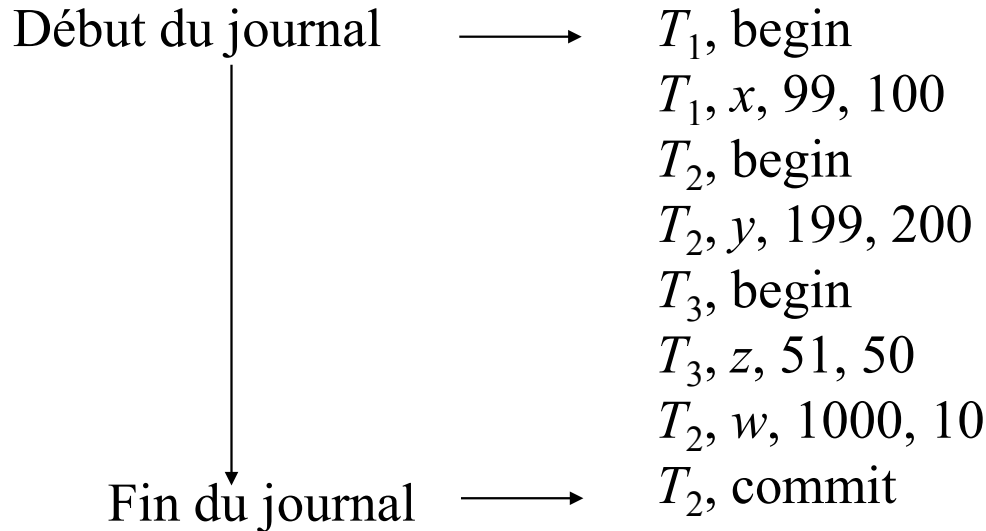 Début du journal
T₁, begin
T₁, x, 99, 100
T₂, begin
T₂, y, 199, 200
T₃, begin
T₃, z, 51, 50
T₂, w, 1000, 10
Fin du journal
T₂, commit